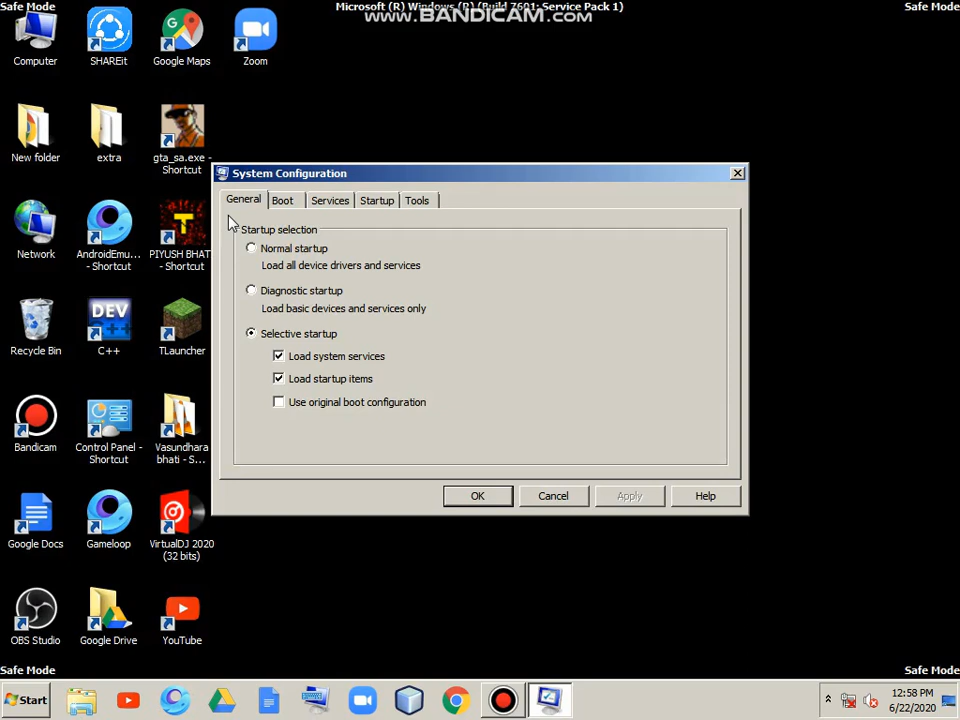 Safe Mode
Microsoft (R) Windows (R) (Build 7601: Service Pack 1)
Safe Mode
WWW.BANDICAM.COM
Computer
SHAREit
Google Maps
Zoom
New folder
extra
gta_sa.exe -
Shortcut
Network
AndroidEmu...
- Shortcut
PIYUSH BHAT
- Shortcut
Recycle Bin
DEV
C++
C++
TLauncher
Bandicam
Control Panel -
Shortcut
Vasundhara
bhati - S...
Google Docs
Gameloop
VirtualDJ 2020
(32 bits)
OBS Studio
Google Drive
YouTube
System Configuration
General
Boot
Services
Startup
Tools
Startup selection
Normal startup
Load all device drivers and services
Diagnostic startup
Load basic devices and services only
Selective startup
Load system services
Load startup items
Use original boot configuration
OK
Cancel
Apply
Help
Safe Mode
Safe Mode
Start
12:58 PM
6/22/2020